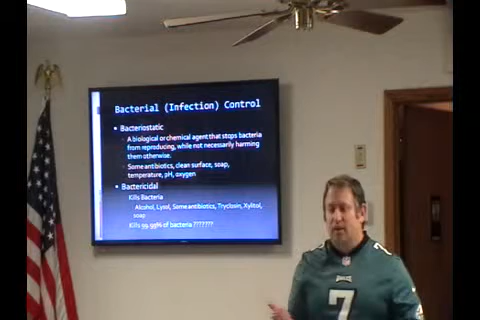 Bacterial (Infection) Control
Bacteriostatic
A biological or chemical agent that stops bacteria
from reproducing, while not necessarily harming
them otherwise.
Some antibiotics, clean surface, soap,
temperature, pH, oxygen
Bactericidal
Kills Bacteria
Alcohol, Lysol, Some antibiotics, Tryclosin, Xylitol,
soap
Kills 99.99% of bacteria ???????
7
7